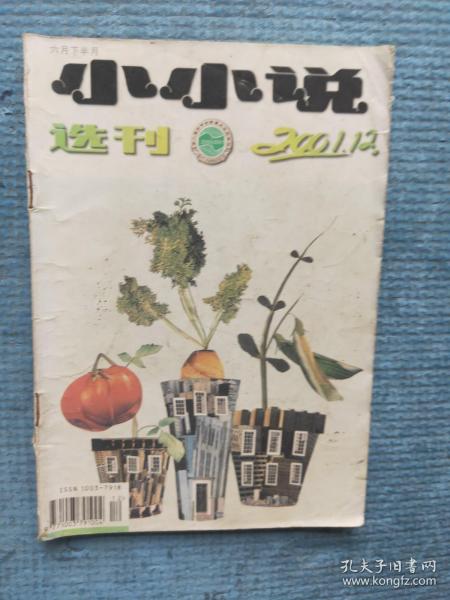 六月下半月
小小说
选刊
2001.12
ISSN 1003-7918
12
孔夫子旧书网
www.kongfz.com